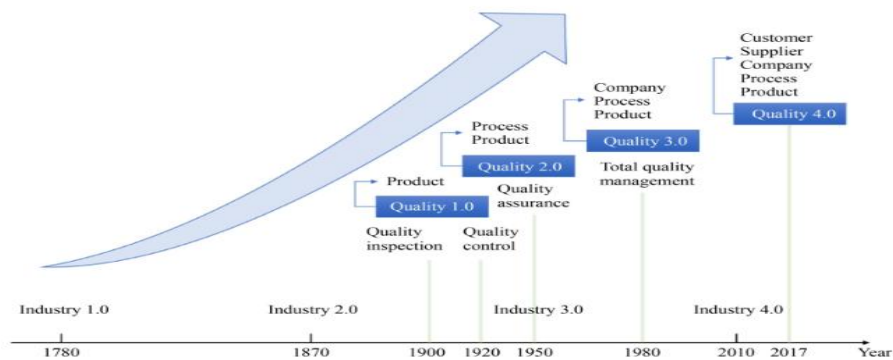 Customer
Supplier
Company
Process
Product
Quality 4.0
Company
Process
Product
Quality 3.0
Total quality
management
Process
Product
Quality 2.0
Quality
assurance
Product
Quality 1.0
Quality
inspection
Quality
control
Industry 1.0
Industry 2.0
Industry 3.0
Industry 4.0
1780
1870
1900
1920
1950
1980
2010
2017
Year